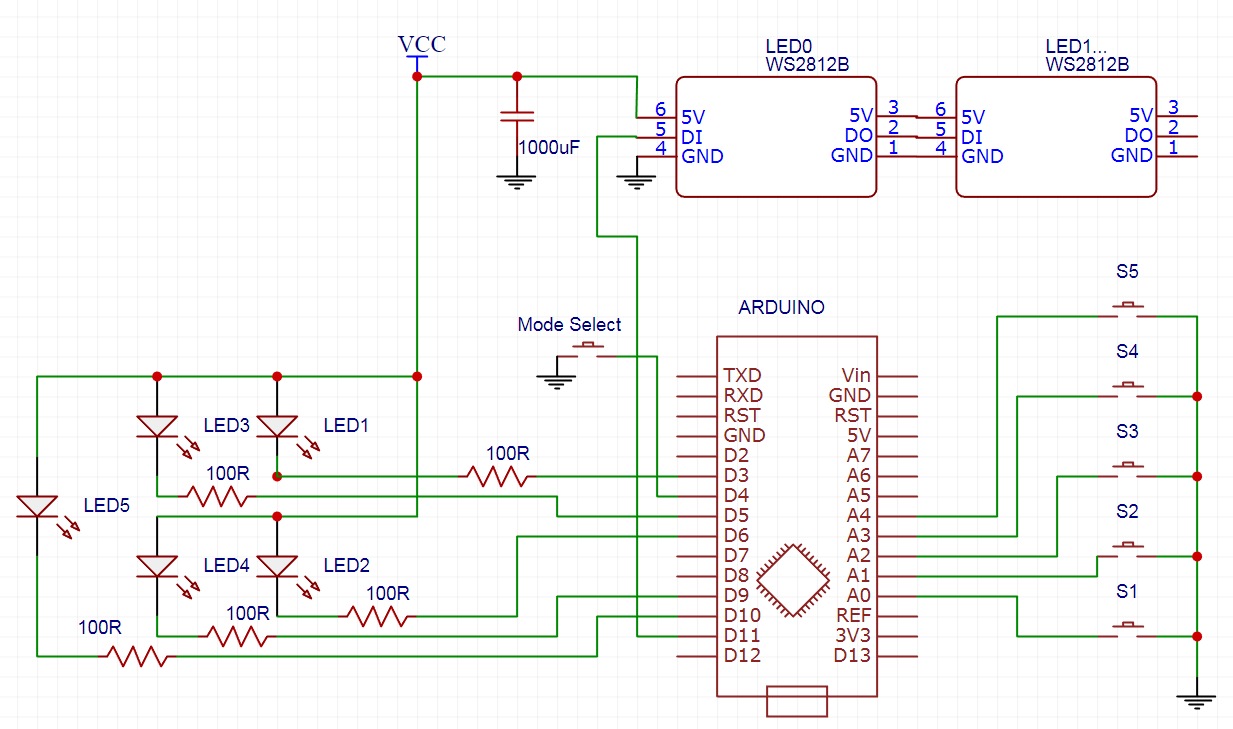 VCC
LED0
WS2812B
LED1...
WS2812B
1000uF
6 5V
5 DI
4 GND
5V 3
DO 2
GND 1
6 5V
5 DI
4 GND
5V 3
DO 2
GND 1
Mode Select
ARDUINO
TXD
RXD
RST
GND
D2
D3
D4
D5
D6
D7
D8
D9
D10
D11
D12
Vin
GND
RST
5V
A7
A6
A5
A4
A3
A2
A1
A0
REF
3V3
D13
S5
S4
S3
S2
S1
LED3
LED1
100R
100R
LED5
LED4
LED2
100R
100R
100R